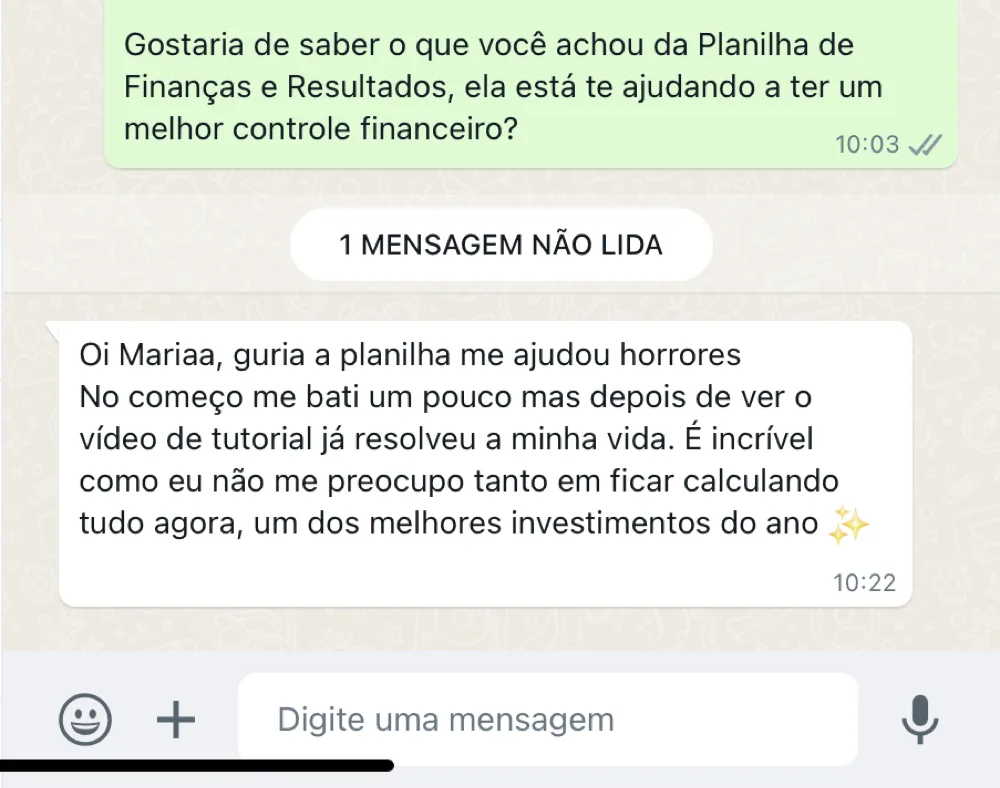 Gostaria de saber o que você achou da Planilha de
Finanças e Resultados, ela está te ajudando a ter um
melhor controle financeiro?
10:03
1 MENSAGEM NÃO LIDA
Oi Mariaa, guria a planilha me ajudou horrores
No começo me bati um pouco mas depois de ver o
vídeo de tutorial já resolveu a minha vida. É incrível
como eu não me preocupo tanto em ficar calculando
tudo agora, um dos melhores investimentos do ano ✨
10:22
Digite uma mensagem